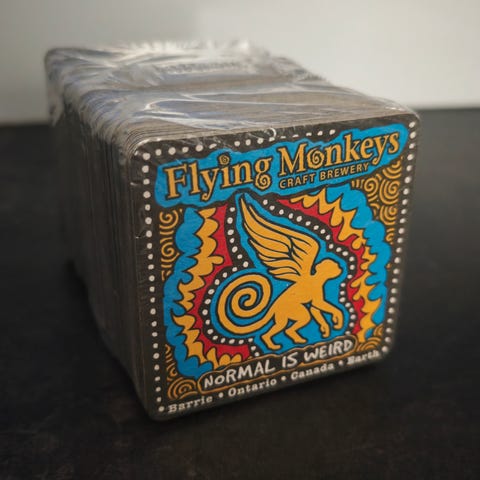 Flying Monkeys
CRAFT BREWERY
NORMAL IS WEIRD
Barrie • Ontario • Canada • Earth